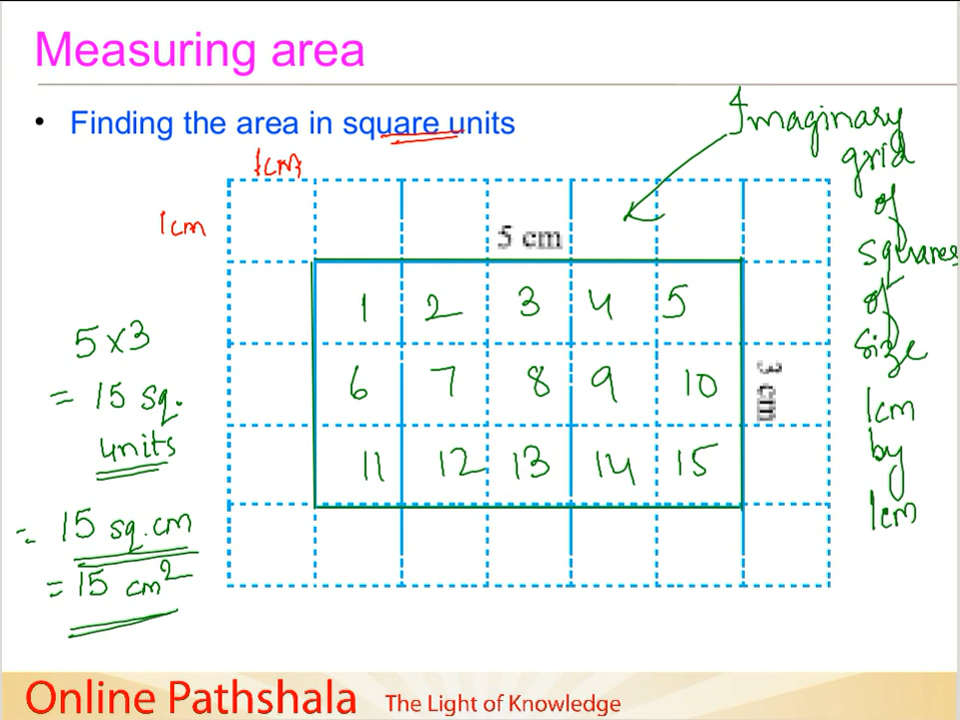 Measuring area
• Finding the area in square units
1cm
1cm
5 cm
Imaginary
grid
of
squares
of
size
1cm
by
1cm
1 2 3 4 5
6 7 8 9 10
11 12 13 14 15
3 cm
5 x 3
= 15 sq.
units
= 15 sq. cm
= 15 cm²
Online Pathshala The Light of Knowledge